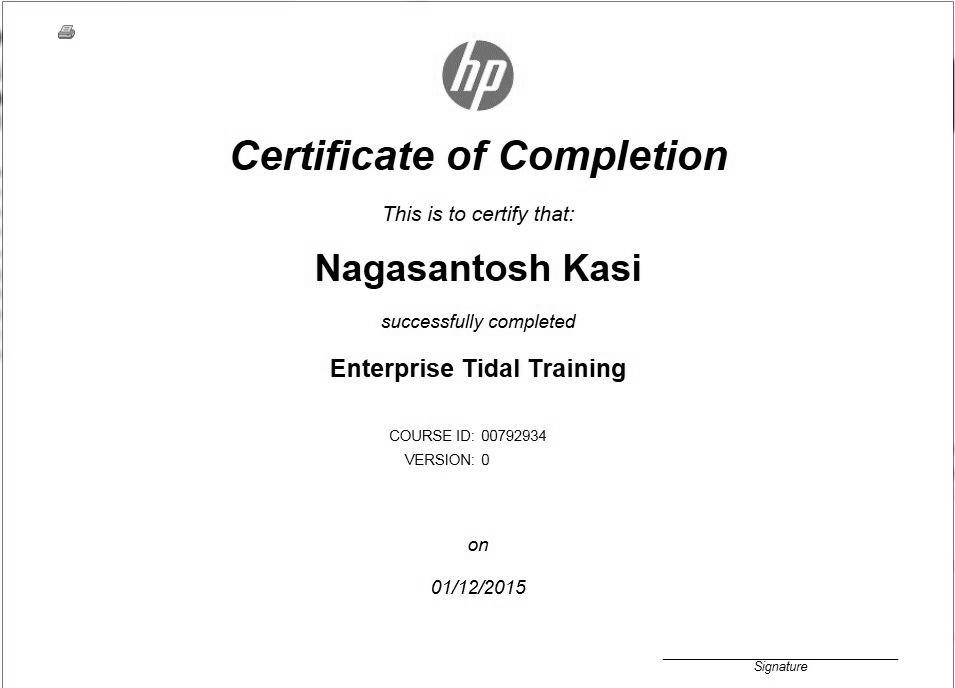 hp
Certificate of Completion
This is to certify that:
Nagasantosh Kasi
successfully completed
Enterprise Tidal Training
COURSE ID: 00792934
VERSION: 0
on
01/12/2015
Signature